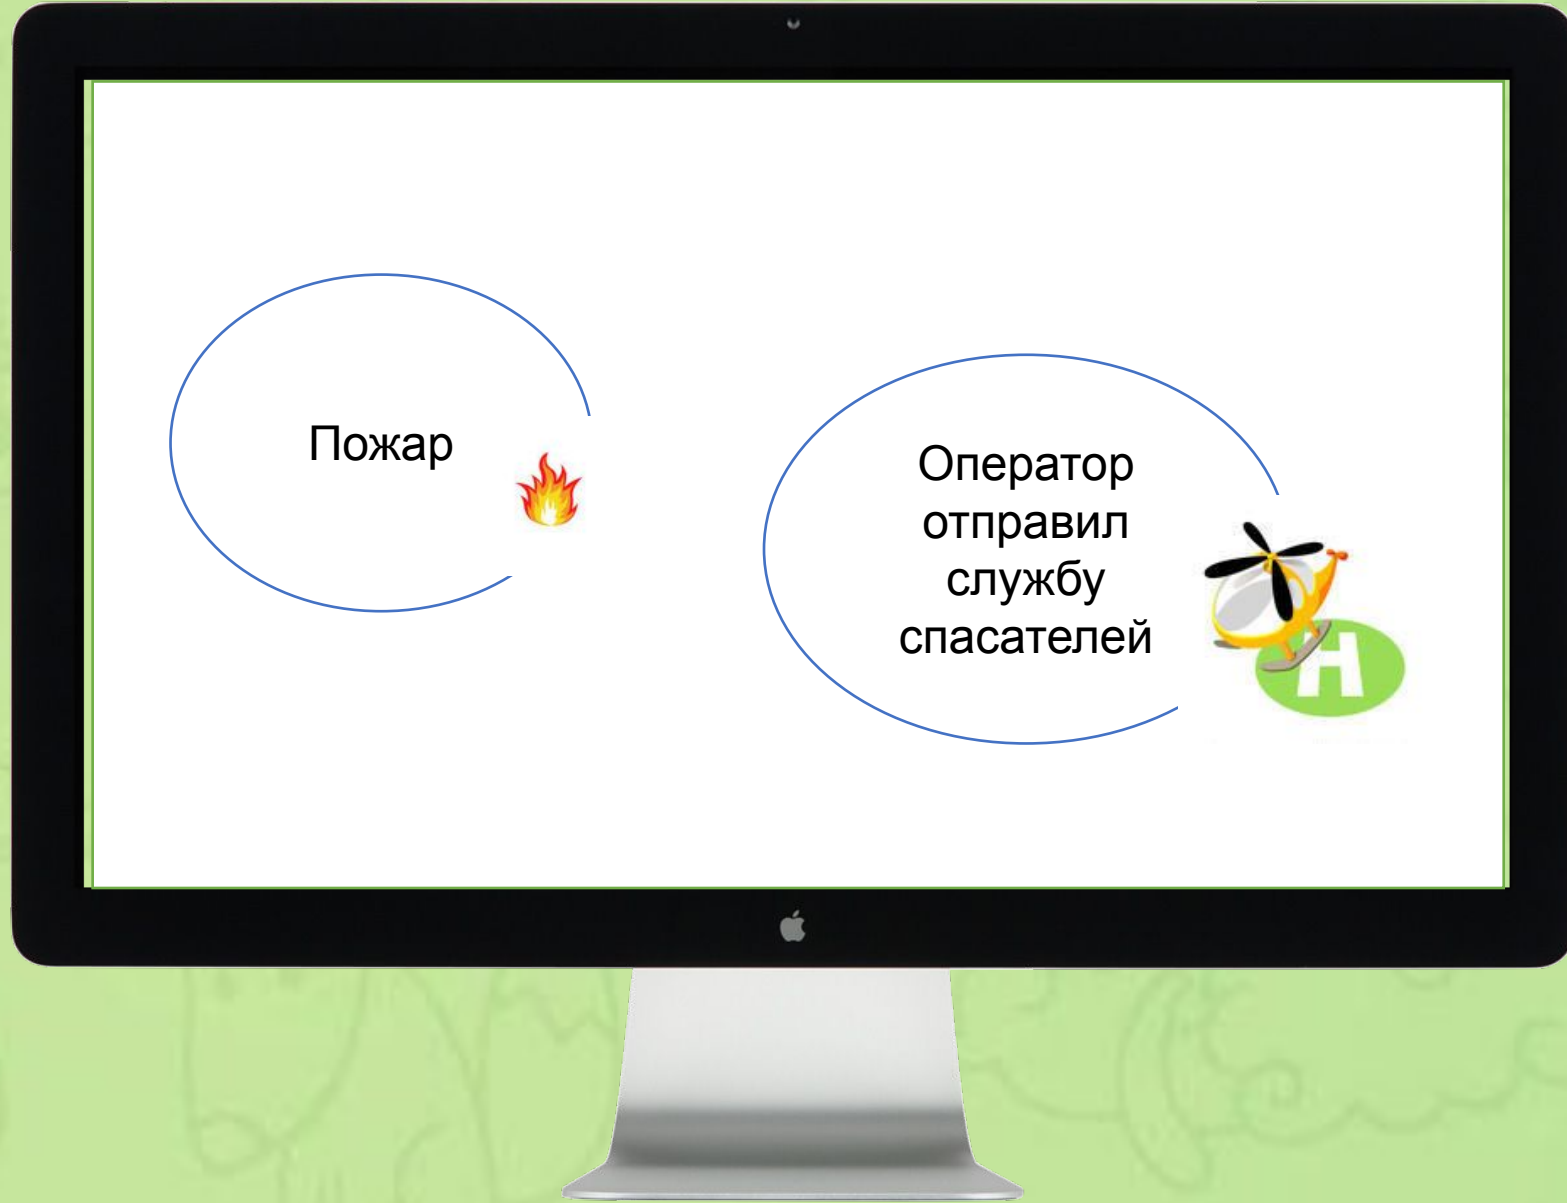 Пожар
Оператор
отправил
службу
спасателей
H